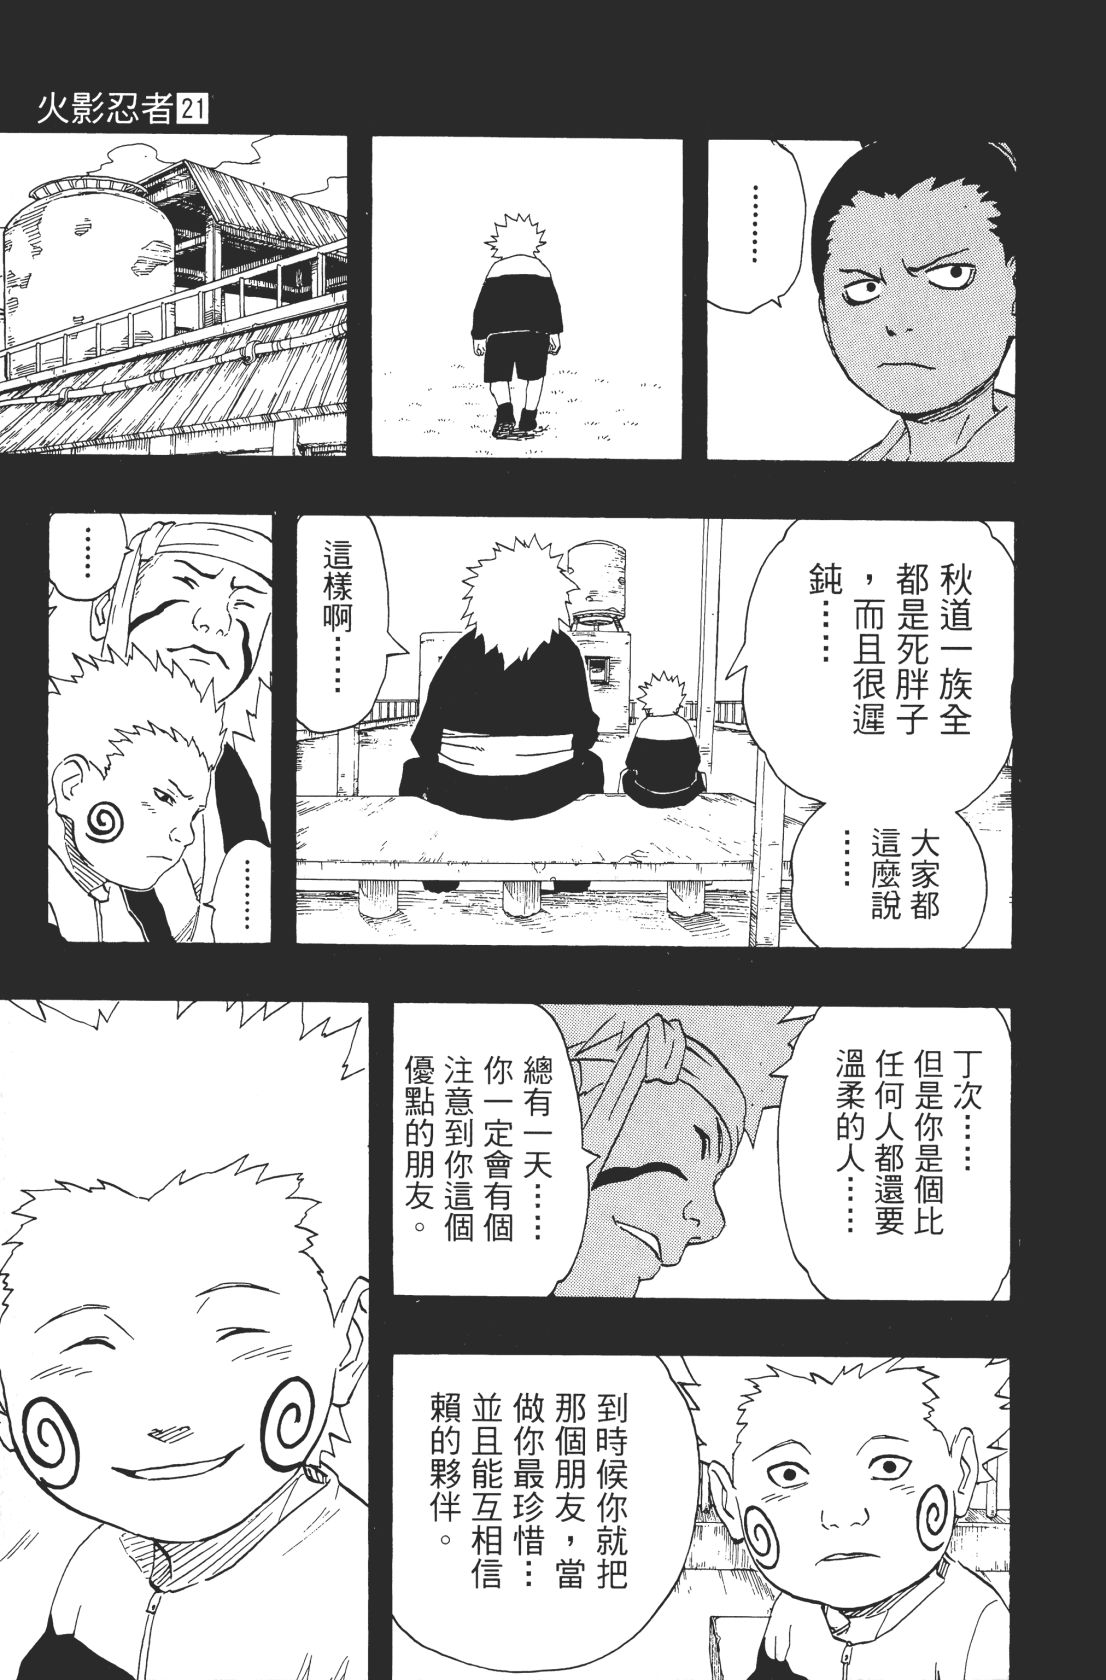 火影忍者21
⋯⋯⋯
秋道一族全
都是死胖子
，而且很遲
鈍⋯⋯
大家都
這麼說
⋯⋯
這樣啊⋯⋯
⋯⋯
⋯⋯⋯
丁次⋯⋯
但是你是個比
任何人都還要
溫柔的人⋯⋯
總有一天⋯⋯
你一定會有個
注意到你這個
優點的朋友。
到時候你就把
那個朋友，當
做你最珍惜⋯
並且能互相信
賴的夥伴。